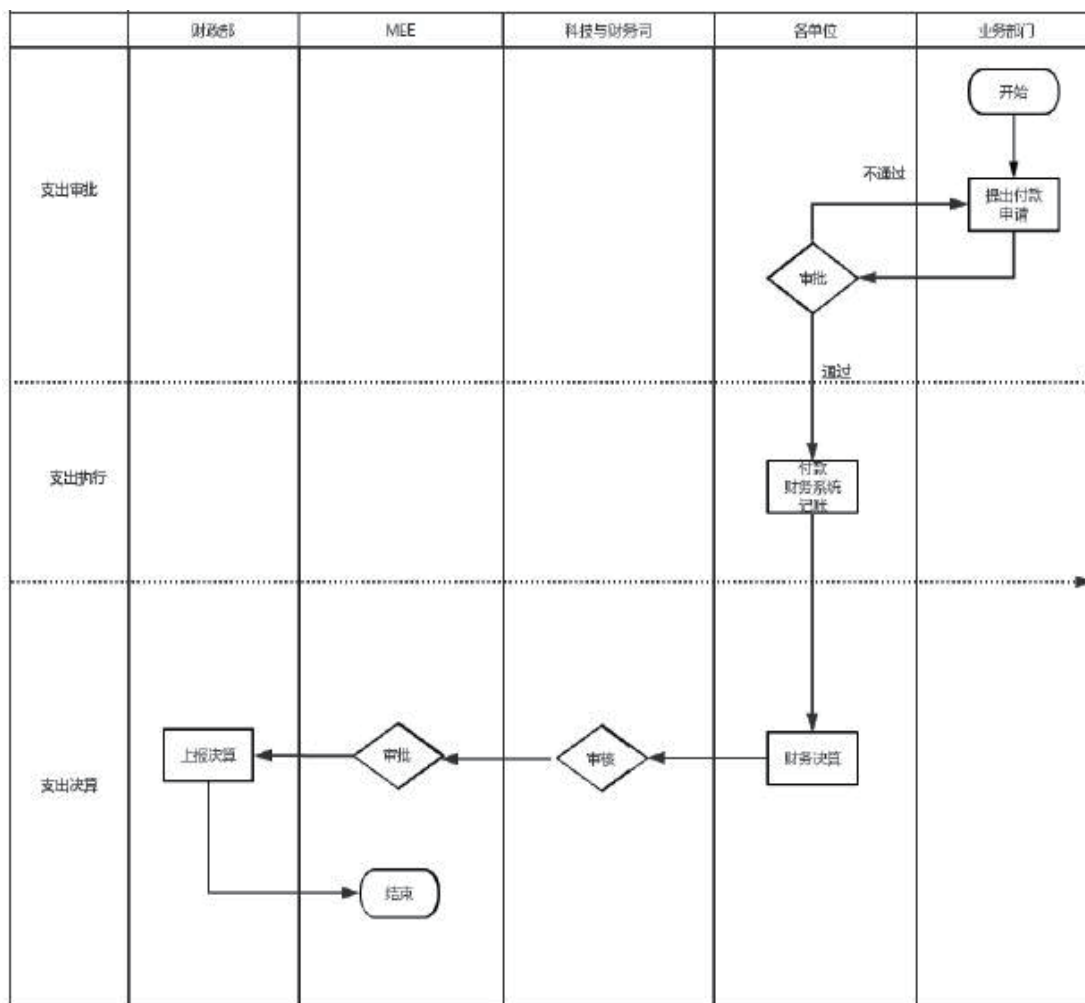 财政部
MEE
科技与财务司
各单位
业务部门
开始
支出审批
不通过
提出付款
申请
审批
通过
支出执行
付款
财务系统
记账
上报决算
审批
审核
财务决算
支出决算
结束